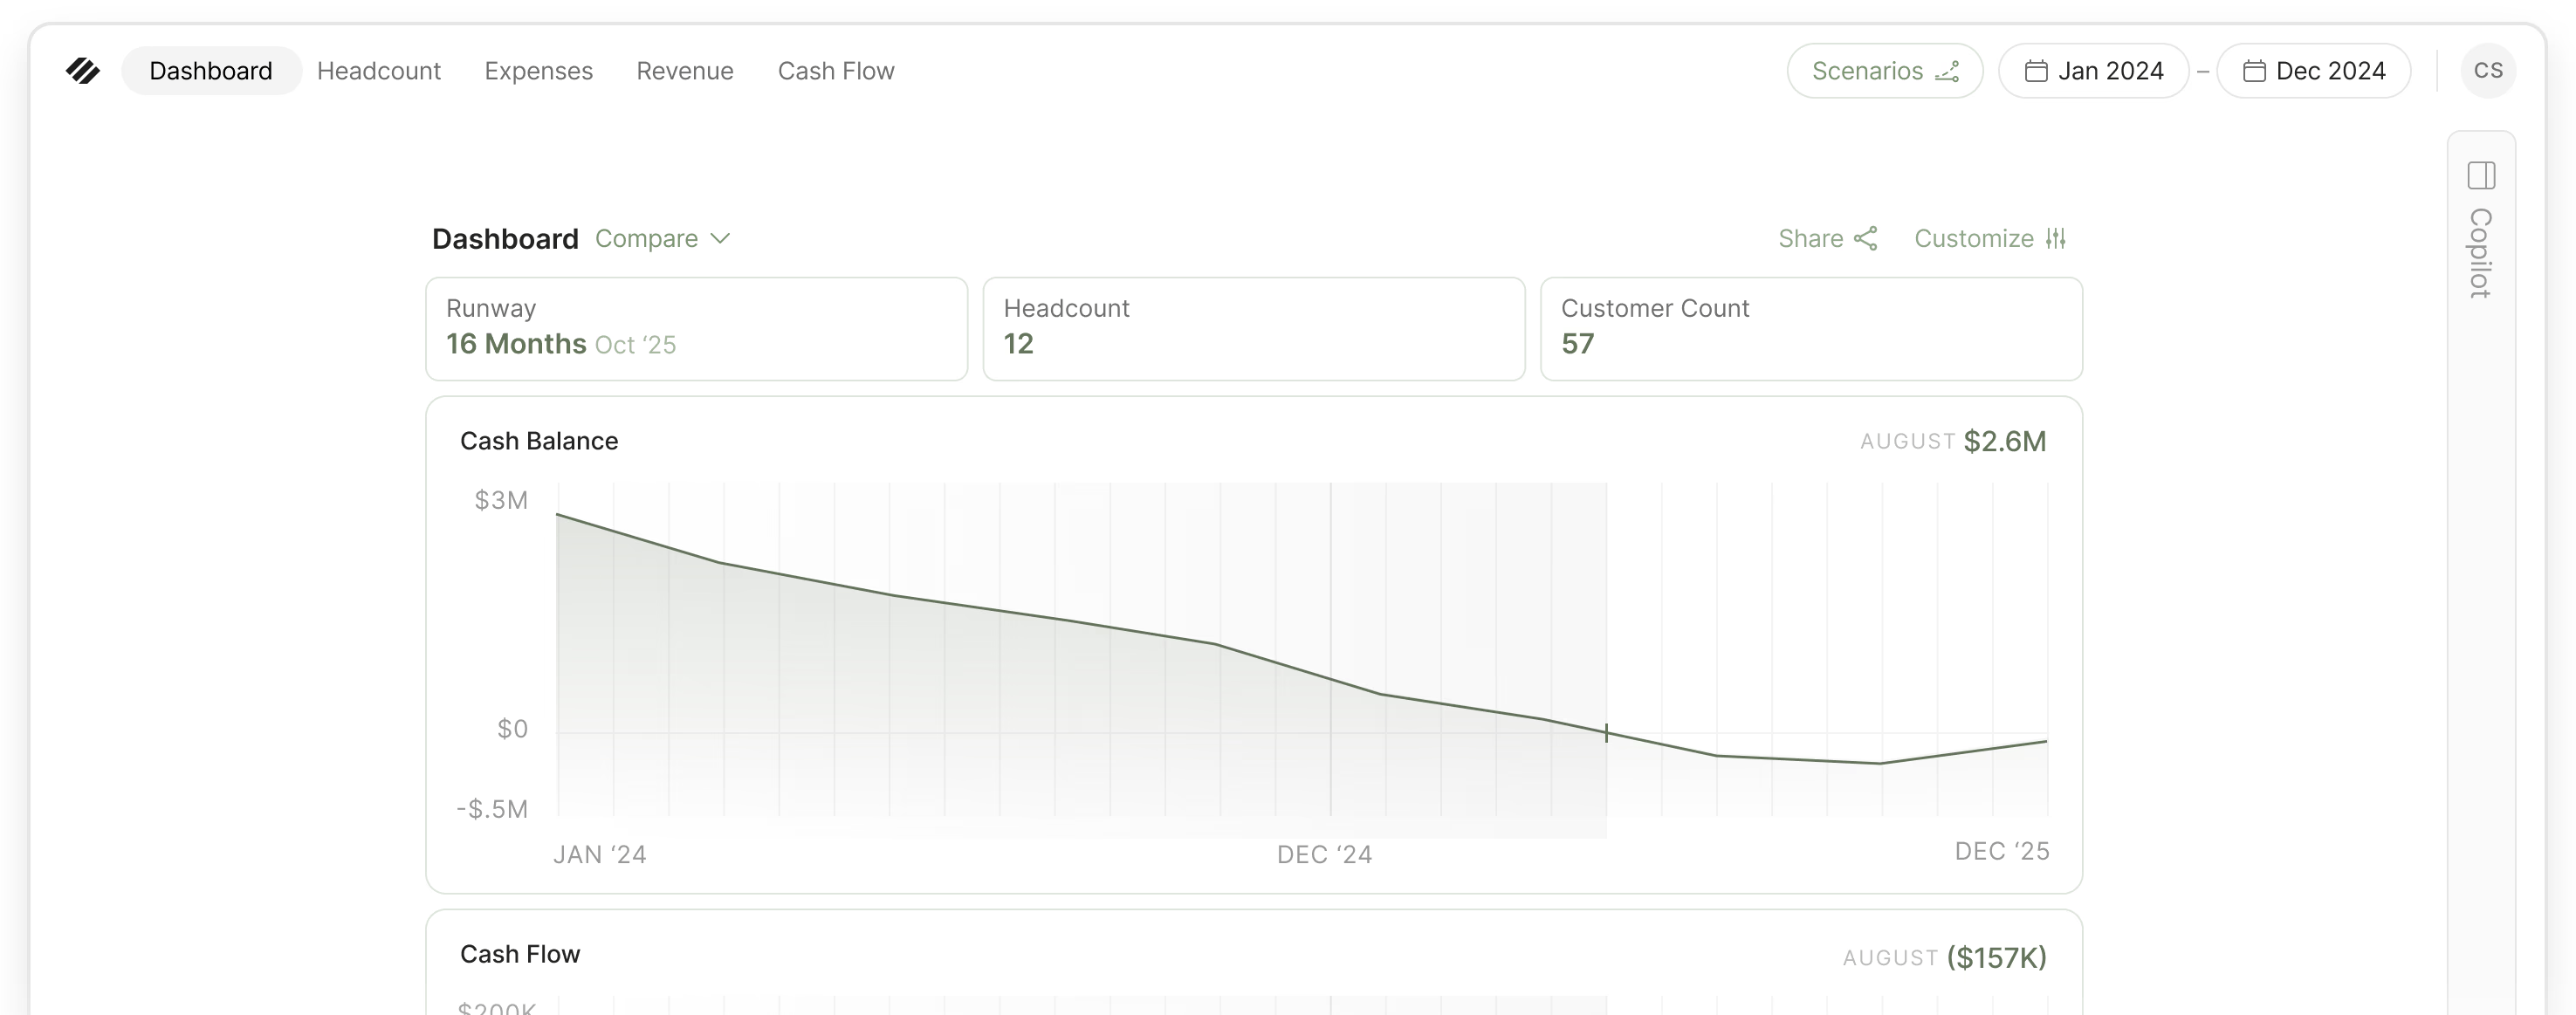 Dashboard Headcount Expenses Revenue Cash Flow Scenarios Jan 2024 – Dec 2024 CS
Copilot
Dashboard Compare Share Customize
Runway
16 Months Oct ‘25
Headcount
12
Customer Count
57
Cash Balance AUGUST $2.6M
$3M
$0
-$.5M
JAN ‘24 DEC ‘24 DEC ‘25
Cash Flow AUGUST ($157K)
$200K